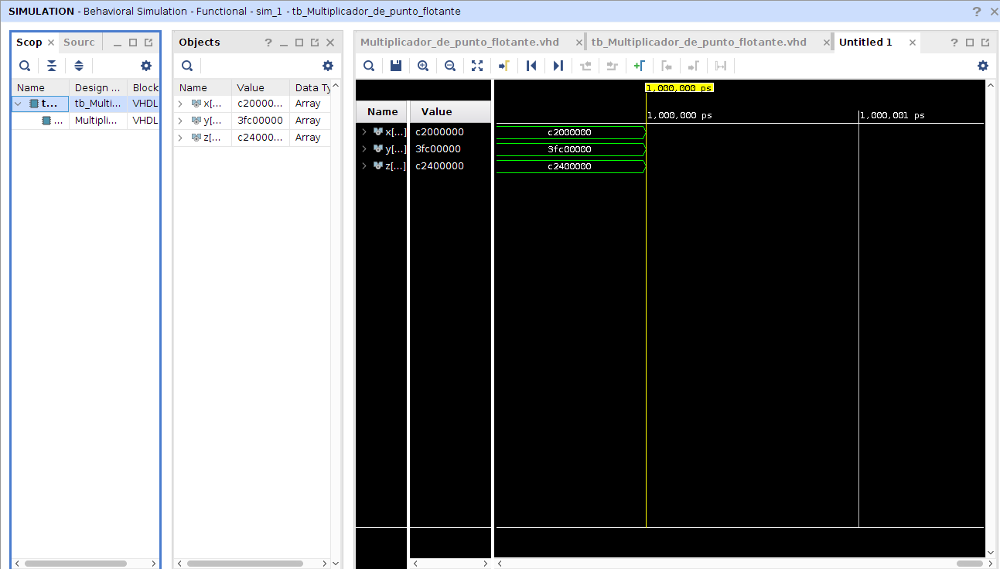 SIMULATION - Behavioral Simulation - Functional - sim_1 - tb_Multiplicador_de_punto_flotante
Scop
Sourc
Name
Design ...
Block
t...
tb_Multi...
VHDL
...
Multipli...
VHDL
Objects
Name
Value
Data Ty
x[...
c20000...
Array
y[...
3fc00000
Array
z[...
c24000...
Array
Multiplicador_de_punto_flotante.vhd
tb_Multiplicador_de_punto_flotante.vhd
Untitled 1
Name
Value
x[...]
c2000000
y[...]
3fc00000
z[...]
c2400000
1,000,000 ps
1,000,000 ps
1,000,001 ps
c2000000
3fc00000
c2400000